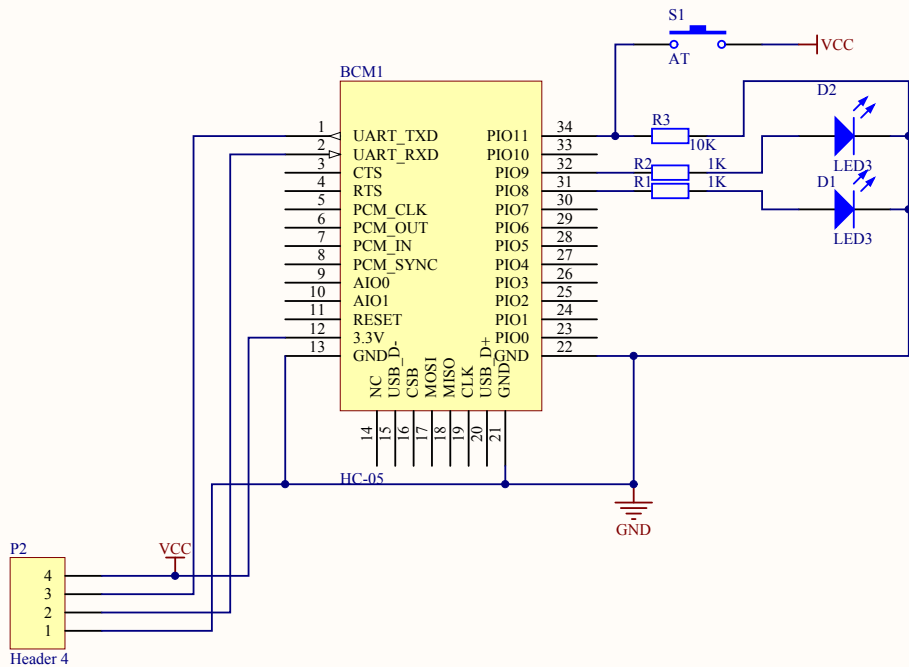 S1
VCC
AT
BCM1
D2
1 UART_TXD PIO11 34 R3 10K
2 UART_RXD PIO10 33 LED3
3 CTS PIO9 32 R2 1K
4 RTS PIO8 31 R1 1K D1
5 PCM_CLK PIO7 30
6 PCM_OUT PIO6 29 LED3
7 PCM_IN PIO5 28
8 PCM_SYNC PIO4 27
9 AIO0 PIO3 26
10 AIO1 PIO2 25
11 RESET PIO1 24
12 3.3V PIO0 23
13 GND GND 22
NC USB_D- CSB MOSI MISO CLK USB_D+ GND
14 15 16 17 18 19 20 21
HC-05
GND
P2 VCC
4
3
2
1
Header 4